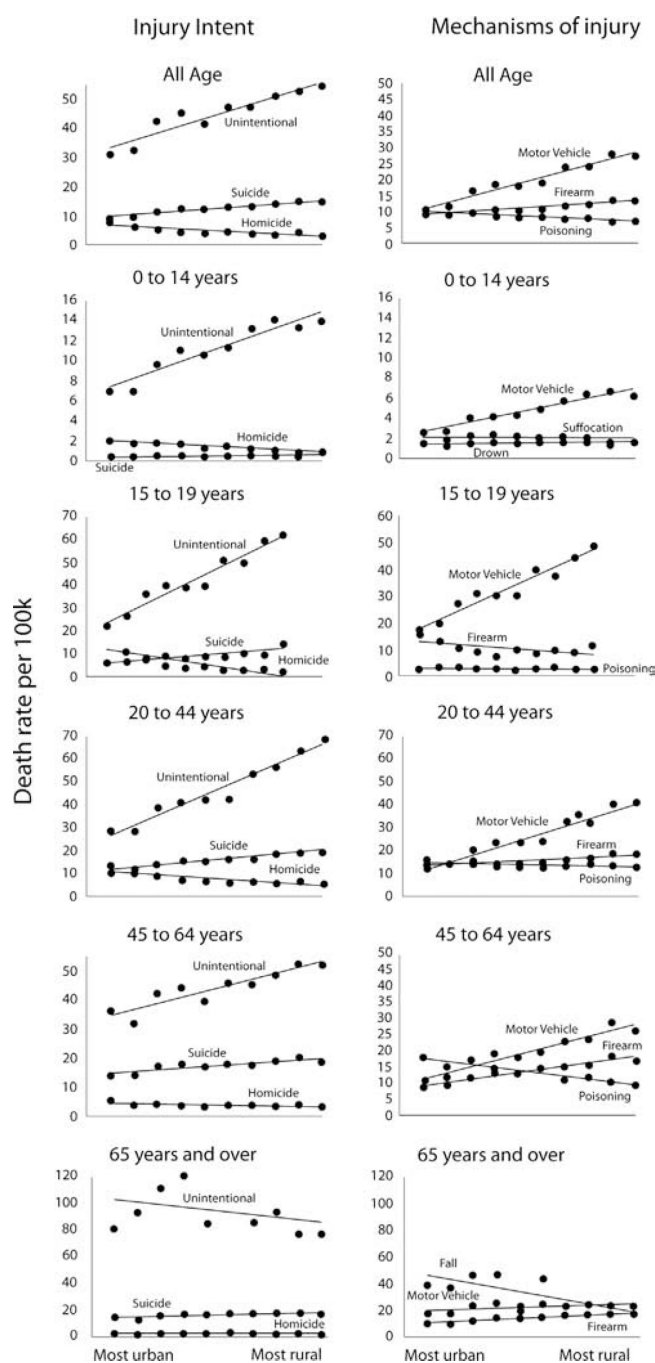 Injury Intent
Mechanisms of injury
All Age
50
40
30
20
10
0
Unintentional
Suicide
Homicide
All Age
50
45
40
35
30
25
20
15
10
5
0
Motor Vehicle
Firearm
Poisoning
0 to 14 years
16
14
12
10
8
6
4
2
0
Unintentional
Homicide
Suicide
0 to 14 years
16
14
12
10
8
6
4
2
0
Motor Vehicle
Suffocation
Drown
15 to 19 years
70
60
50
40
30
20
10
0
Unintentional
Suicide
Homicide
15 to 19 years
60
50
40
30
20
10
0
Motor Vehicle
Firearm
Poisoning
Death rate per 100k
20 to 44 years
70
60
50
40
30
20
10
0
Unintentional
Suicide
Homicide
20 to 44 years
70
60
50
40
30
20
10
0
Motor Vehicle
Firearm
Poisoning
45 to 64 years
50
40
30
20
10
0
Unintentional
Suicide
Homicide
45 to 64 years
50
45
40
35
30
25
20
15
10
5
0
Motor Vehicle
Firearm
Poisoning
65 years and over
120
100
80
60
40
20
0
Unintentional
Suicide
Homicide
65 years and over
120
100
80
60
40
20
0
Fall
Motor Vehicle
Firearm
Most urban Most rural
Most urban Most rural